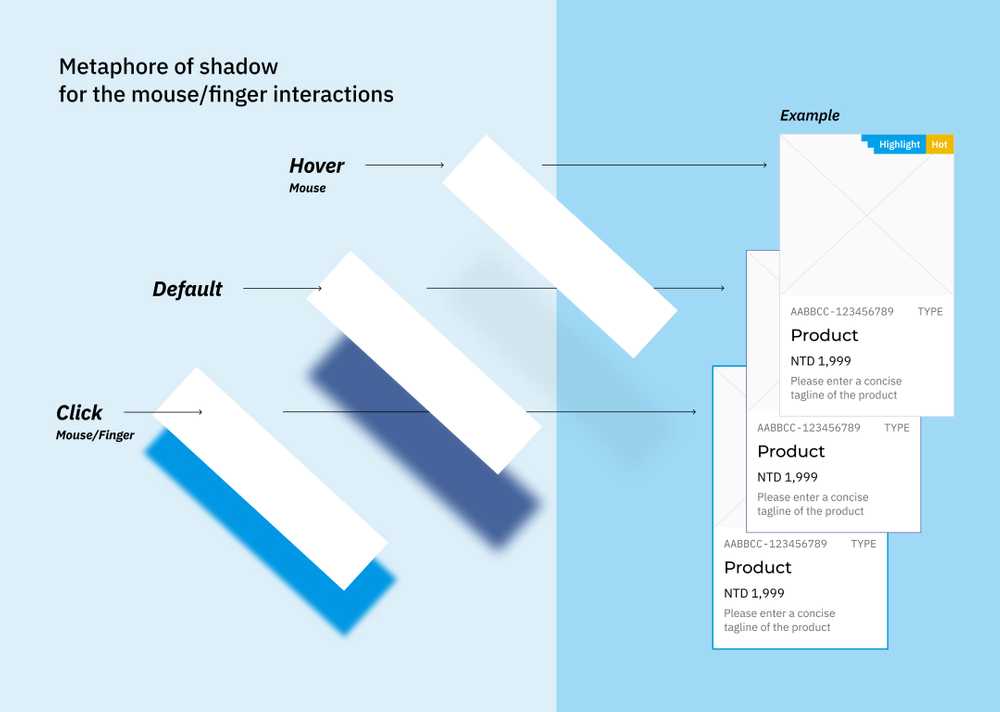 Metaphore of shadow
for the mouse/finger interactions
Example
Hover
Mouse
Highlight Hot
Default
AABBCC-123456789 TYPE
Product
NTD 1,999
Please enter a concise
tagline of the product
Click
Mouse/Finger
AABBCC-123456789 TYPE
Product
NTD 1,999
Please enter a concise
tagline of the product
AABBCC-123456789 TYPE
Product
NTD 1,999
Please enter a concise
tagline of the product